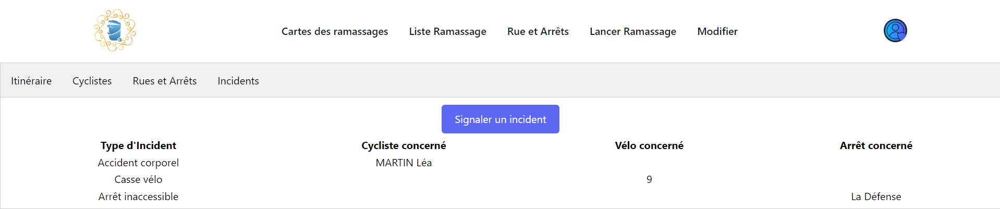 Cartes des ramassages Liste Ramassage Rue et Arrêts Lancer Ramassage Modifier
Itinéraire Cyclistes Rues et Arrêts Incidents
Signaler un incident
Type d'Incident Cycliste concerné Vélo concerné Arrêt concerné
Accident corporel MARTIN Léa
Casse vélo 9
Arrêt inaccessible La Défense